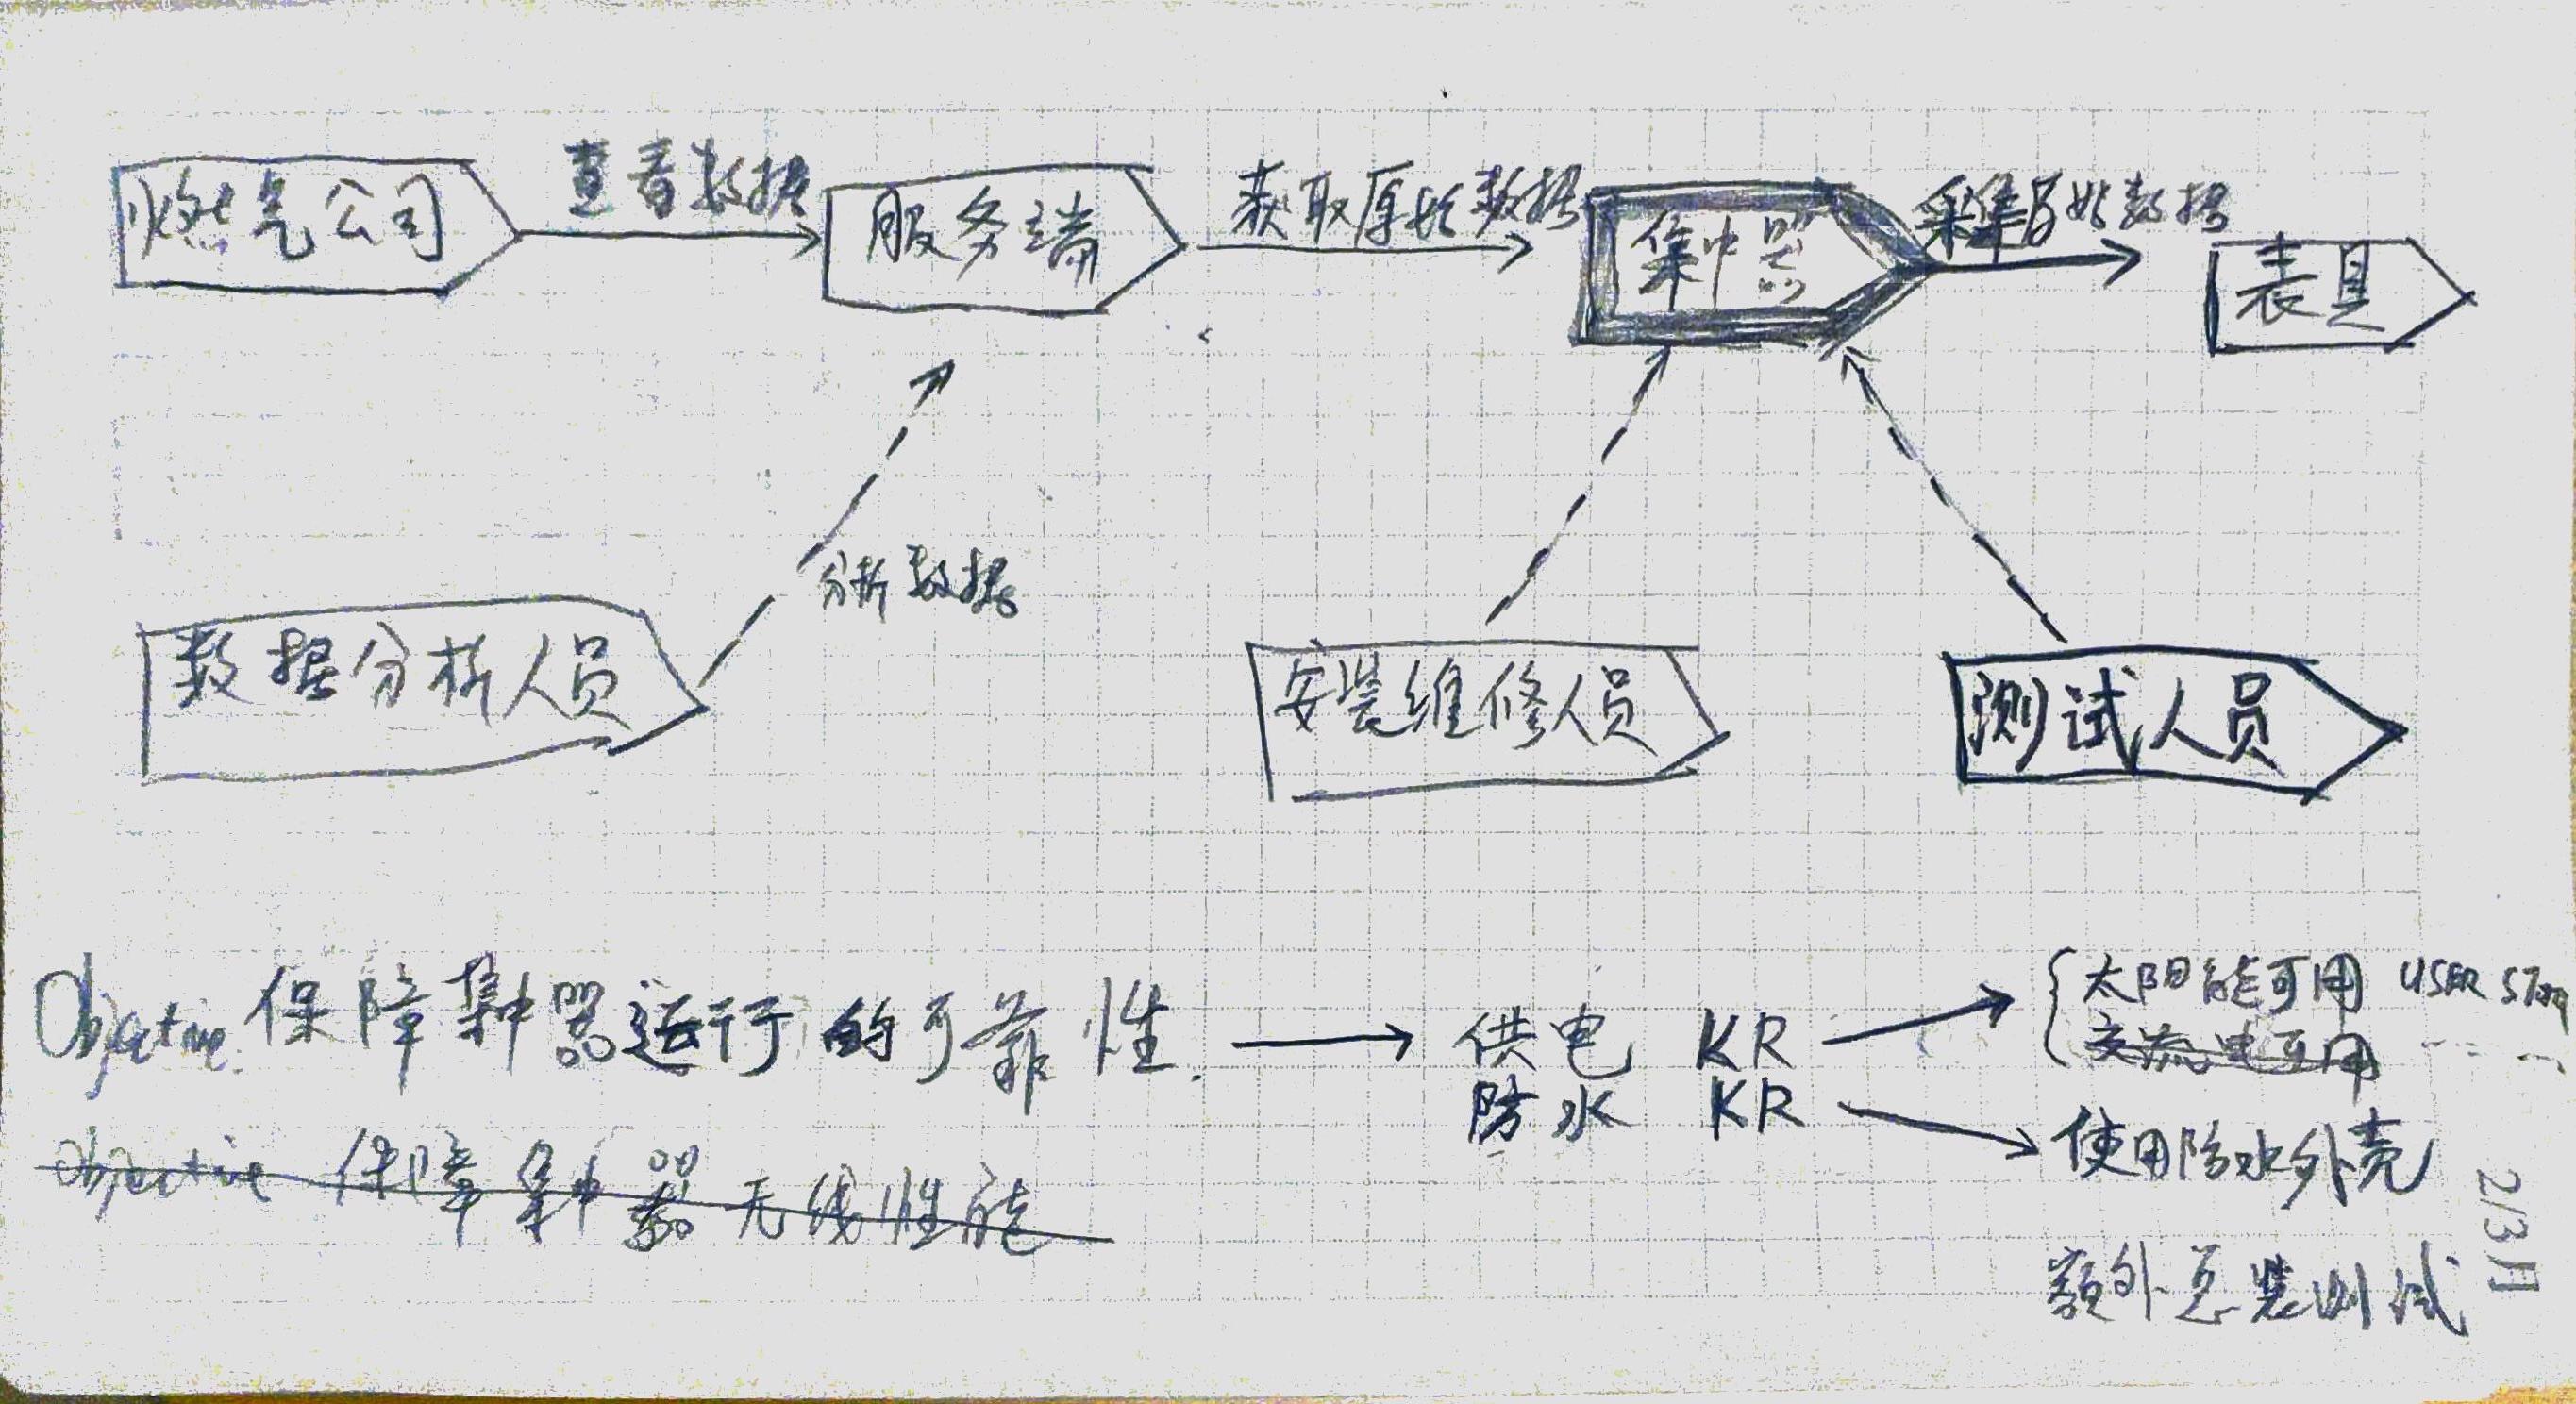 燃气公司 查看数据 服务端 获取原始数据 集中器 采集原始数据 表具
分析数据
数据分析人员 安装维修人员 测试人员
Objective 保障集中器运行的可靠性 供电 KR 太阳能可用 USER STORY
交流电可用
防水 KR 使用防水外壳
Objective 保障集中器无线性能
额外总装测试